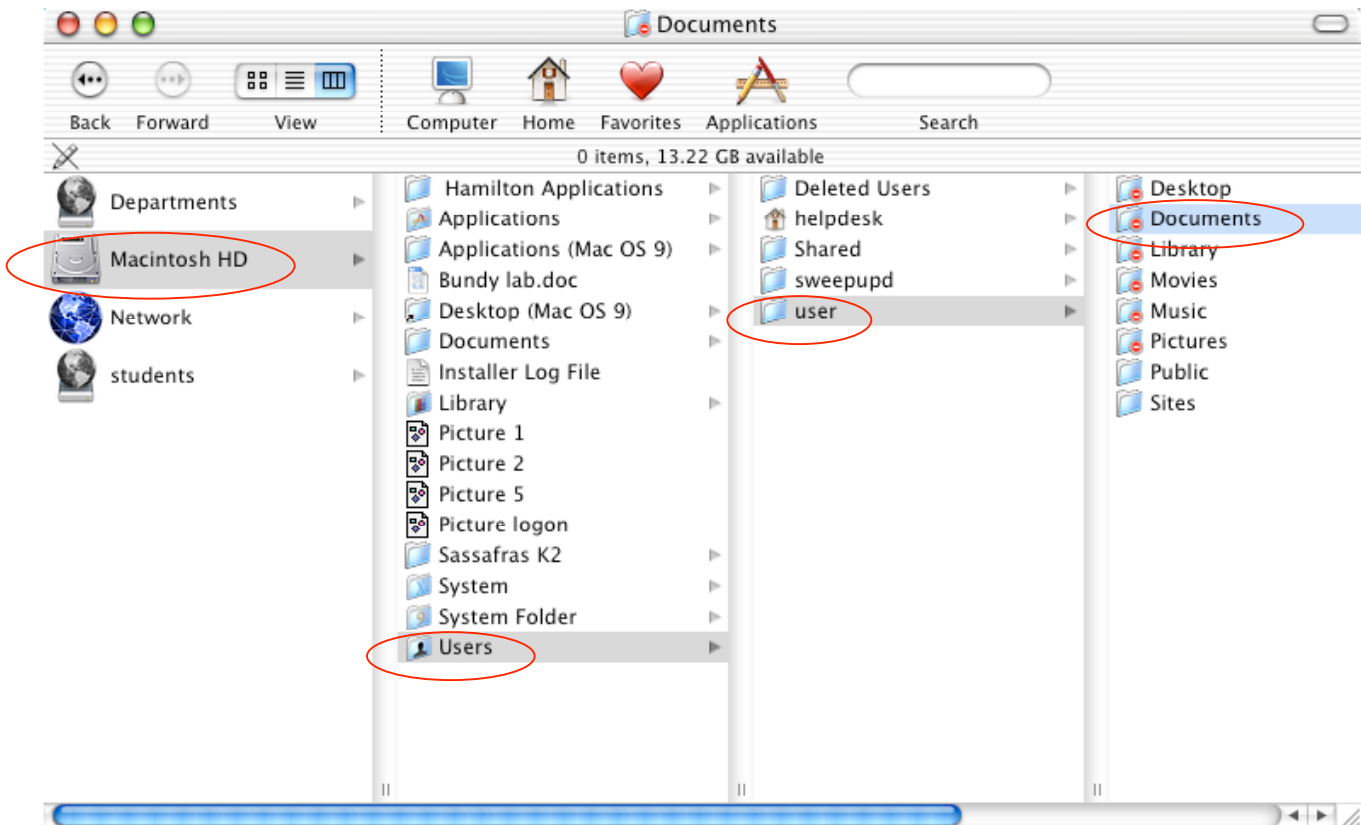 Documents
Back Forward View Computer Home Favorites Applications Search
0 items, 13.22 GB available
Departments
Macintosh HD
Network
students
Hamilton Applications
Applications
Applications (Mac OS 9)
Bundy lab.doc
Desktop (Mac OS 9)
Documents
Installer Log File
Library
Picture 1
Picture 2
Picture 5
Picture logon
Sassafras K2
System
System Folder
Users
Deleted Users
helpdesk
Shared
sweepupd
user
Desktop
Documents
Library
Movies
Music
Pictures
Public
Sites